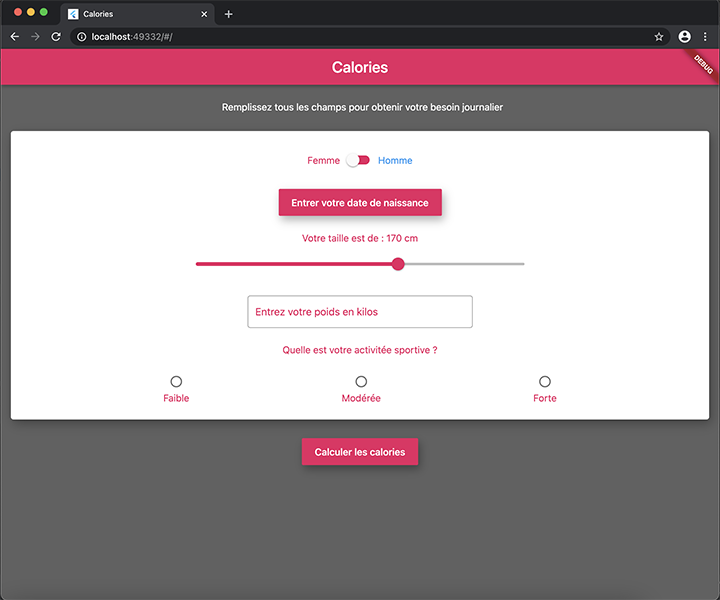 Calories
localhost:49332/#/
Calories
DEBUG
Remplissez tous les champs pour obtenir votre besoin journalier
Femme Homme
Entrer votre date de naissance
Votre taille est de : 170 cm
Entrez votre poids en kilos
Quelle est votre activitée sportive ?
Faible Modérée Forte
Calculer les calories